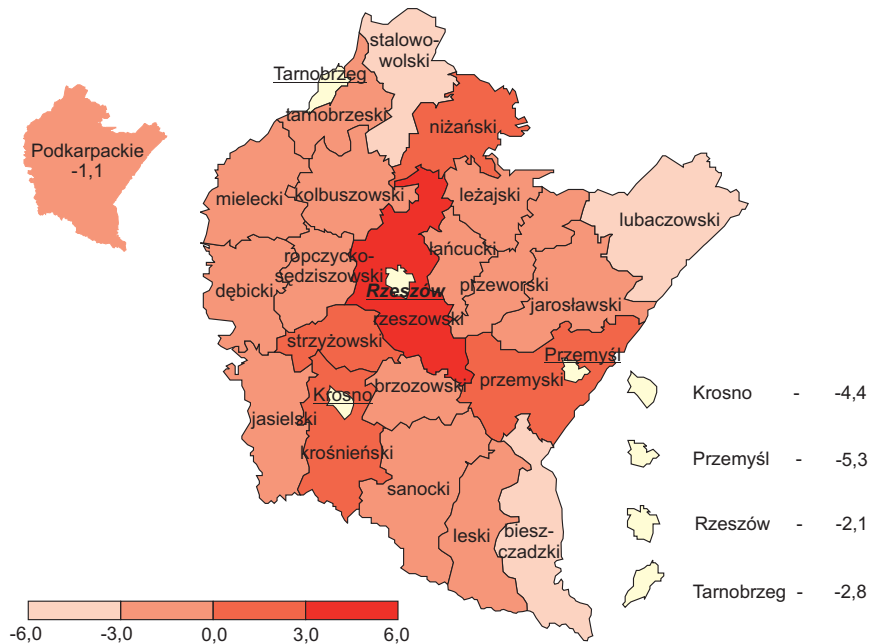 stalowo-
wolski
Tarnobrzeg
tarnobrzeski
niżański
Podkarpackie
-1,1
mielecki
kolbuszowski
leżajski
lubaczowski
łańcucki
ropczycko-
sędziszowski
dębicki
przeworski
jarosławski
Rzeszów
rzeszowski
strzyżowski
Przemyśl
przemyski
brzozowski
Krosno
jasielski
krośnieński
sanocki
leski
biesz-
czadzki
Krosno - -4,4
Przemyśl - -5,3
Rzeszów - -2,1
Tarnobrzeg - -2,8
-6,0 -3,0 0,0 3,0 6,0